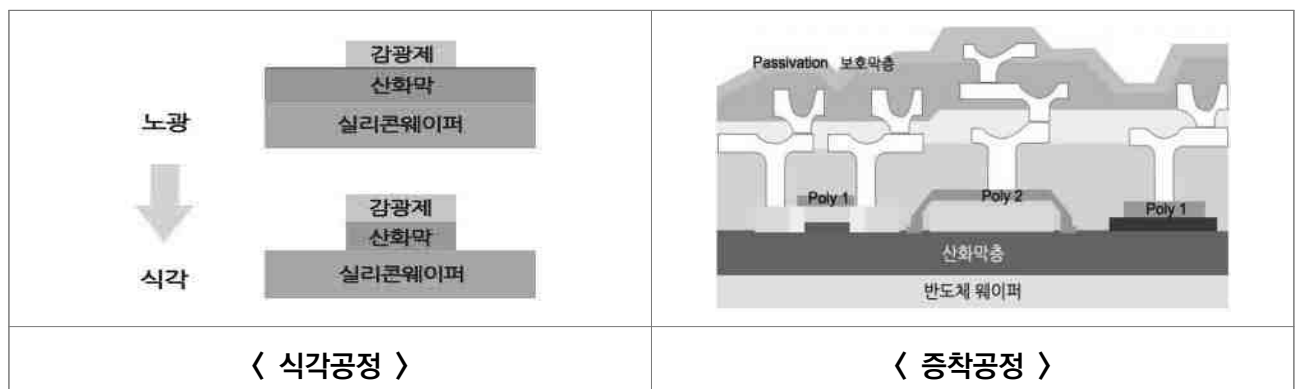 감광제
산화막
노광
실리콘웨이퍼
감광제
산화막
식각
실리콘웨이퍼
Passivation 보호막층
Poly 1
Poly 2
Poly 1
산화막층
반도체 웨이퍼
〈 식각공정 〉
〈 증착공정 〉